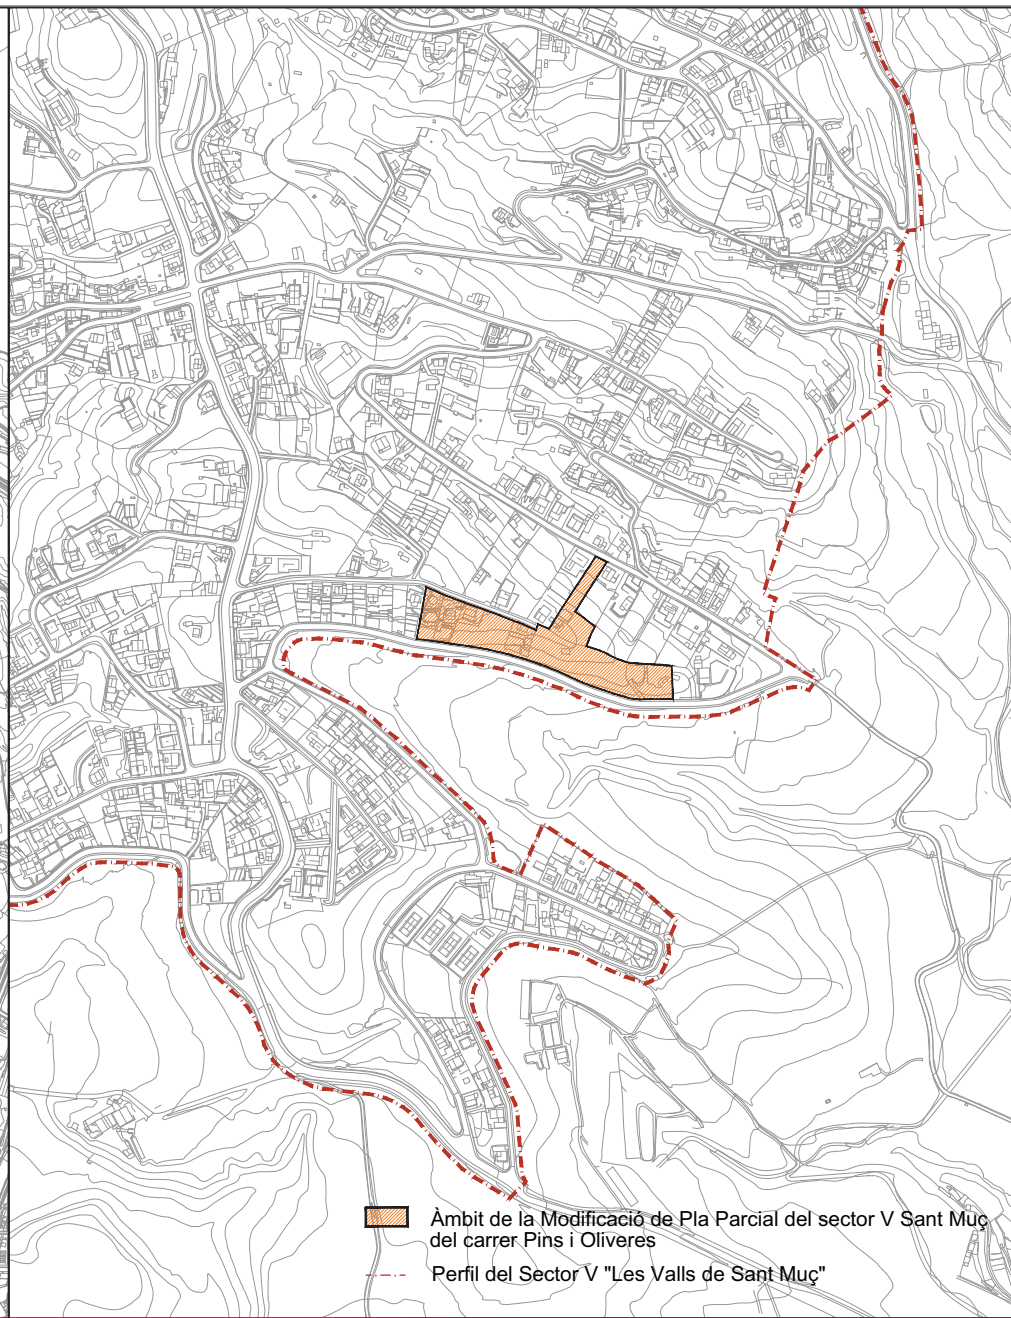 Àmbit de la Modificació de Pla Parcial del sector V Sant Muç
del carrer Pins i Oliveres
Perfil del Sector V "Les Valls de Sant Muç"